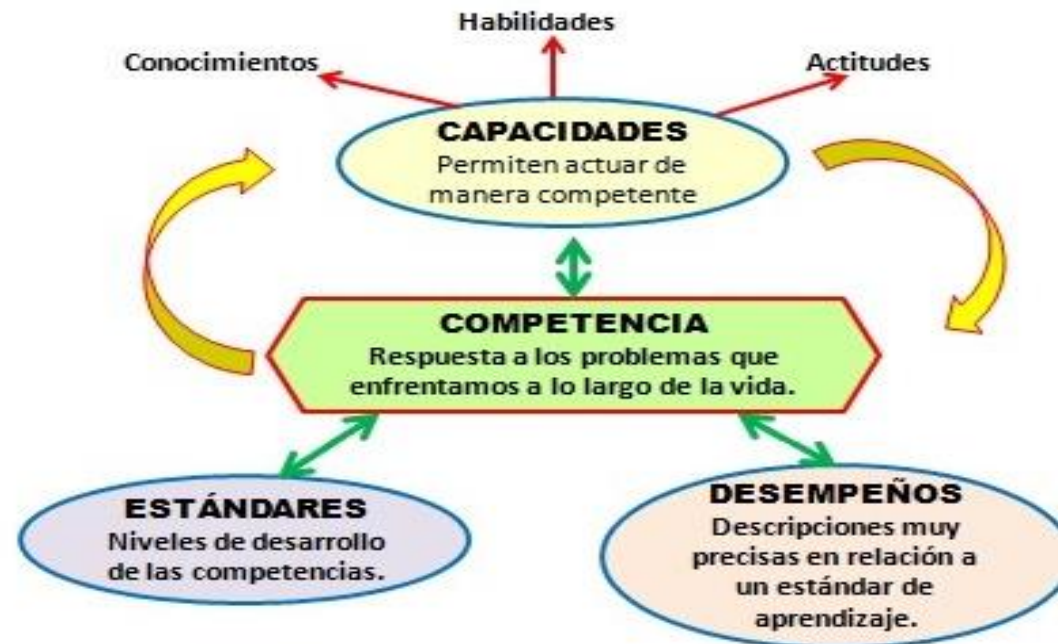 Habilidades
Conocimientos
Actitudes
CAPACIDADES
Permiten actuar de
manera competente
COMPETENCIA
Respuesta a los problemas que
enfrentamos a lo largo de la vida.
ESTÁNDARES
Niveles de desarrollo
de las competencias.
DESEMPEÑOS
Descripciones muy
precisas en relación a
un estándar de
aprendizaje.